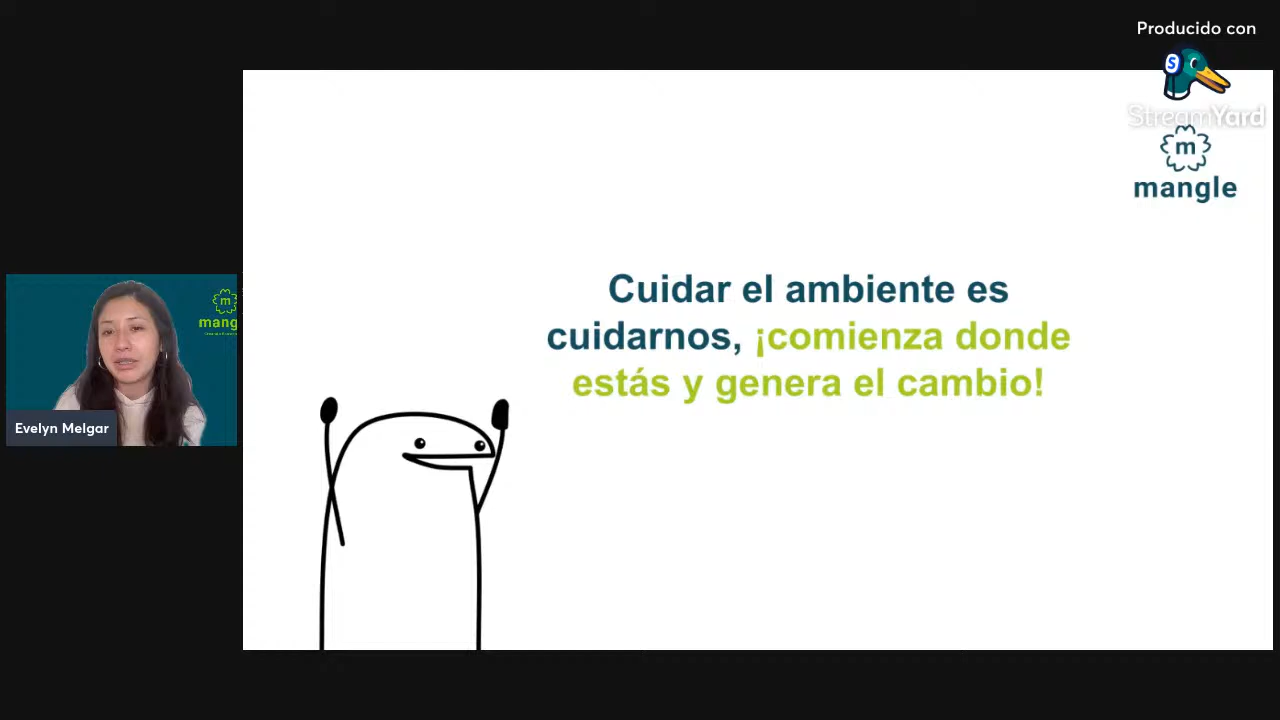 Producido con
S
StreamYard
m
mangle
Cuidar el ambiente es
cuidarnos, ¡comienza donde
estás y genera el cambio!
m
mang
Evelyn Melgar